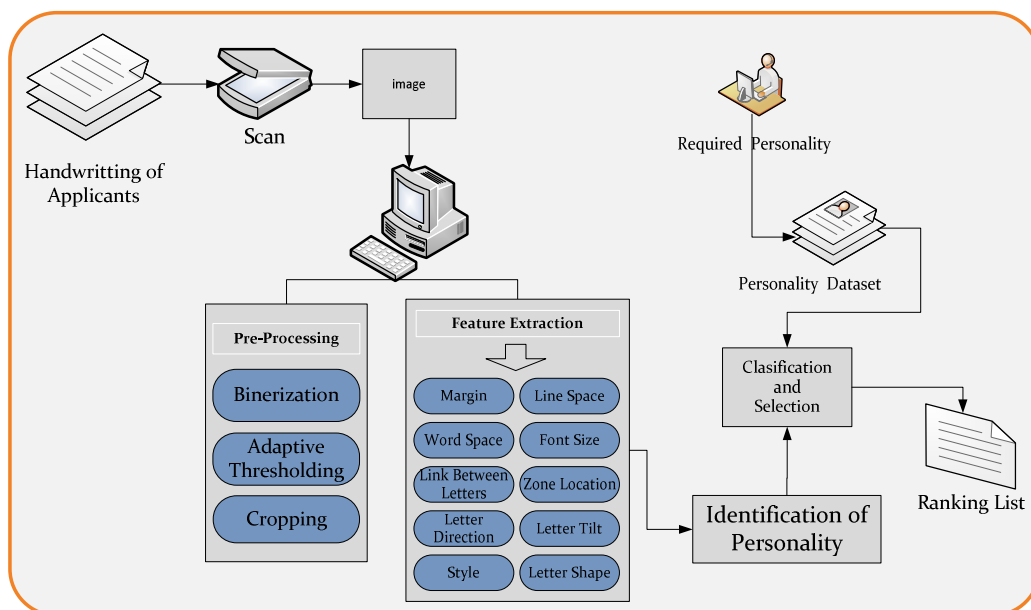 Handwritting of
Applicants
Scan
image
Required Personality
Personality Dataset
Pre-Processing
Binerization
Adaptive
Thresholding
Cropping
Feature Extraction
Margin
Line Space
Word Space
Font Size
Link Between
Letters
Zone Location
Letter
Direction
Letter Tilt
Style
Letter Shape
Identification of
Personality
Clasification
and
Selection
Ranking List